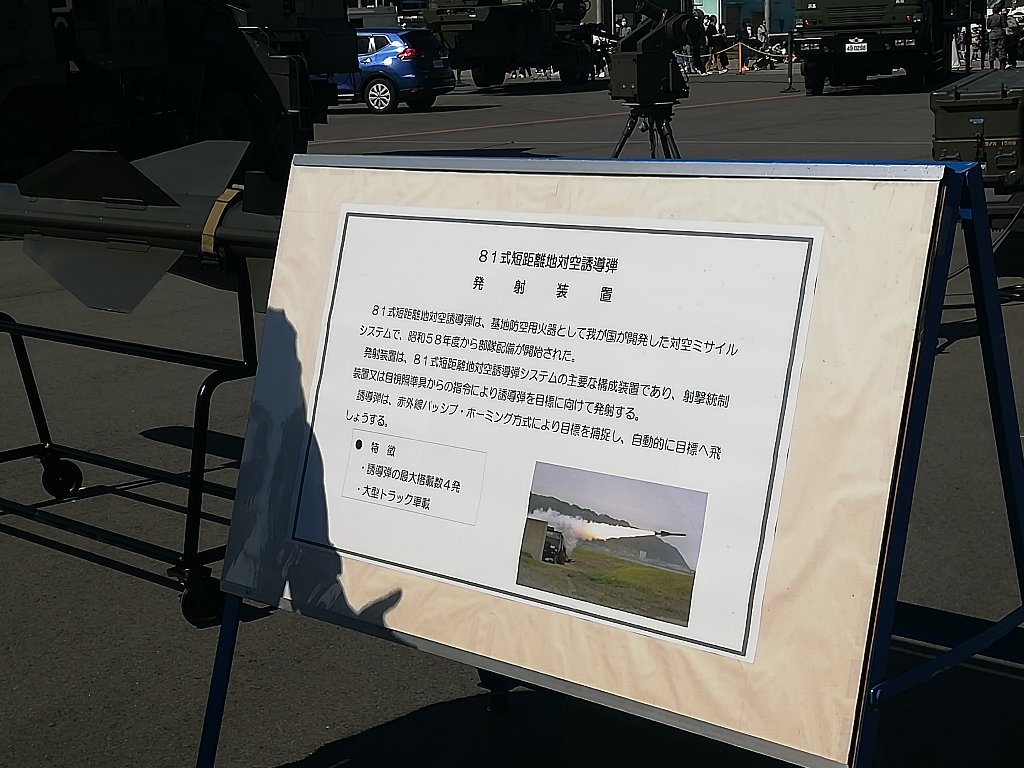 81式短距離地対空誘導弾
発射装置
81式短距離地対空誘導弾は、基地防空用火器として我が国が開発した対空ミサイル
システムで、昭和58年度から部隊配備が開始された。
発射装置は、81式短距離地対空誘導弾システムの主要な構成装置であり、射撃統制
装置又は目視照準具からの指令により誘導弾を目標に向けて発射する。
誘導弾は、赤外線パッシブ・ホーミング方式により目標を捕捉し、自動的に目標へ飛
しょうする。
● 特徴
・誘導弾の最大搭載数4発
・大型トラック車載